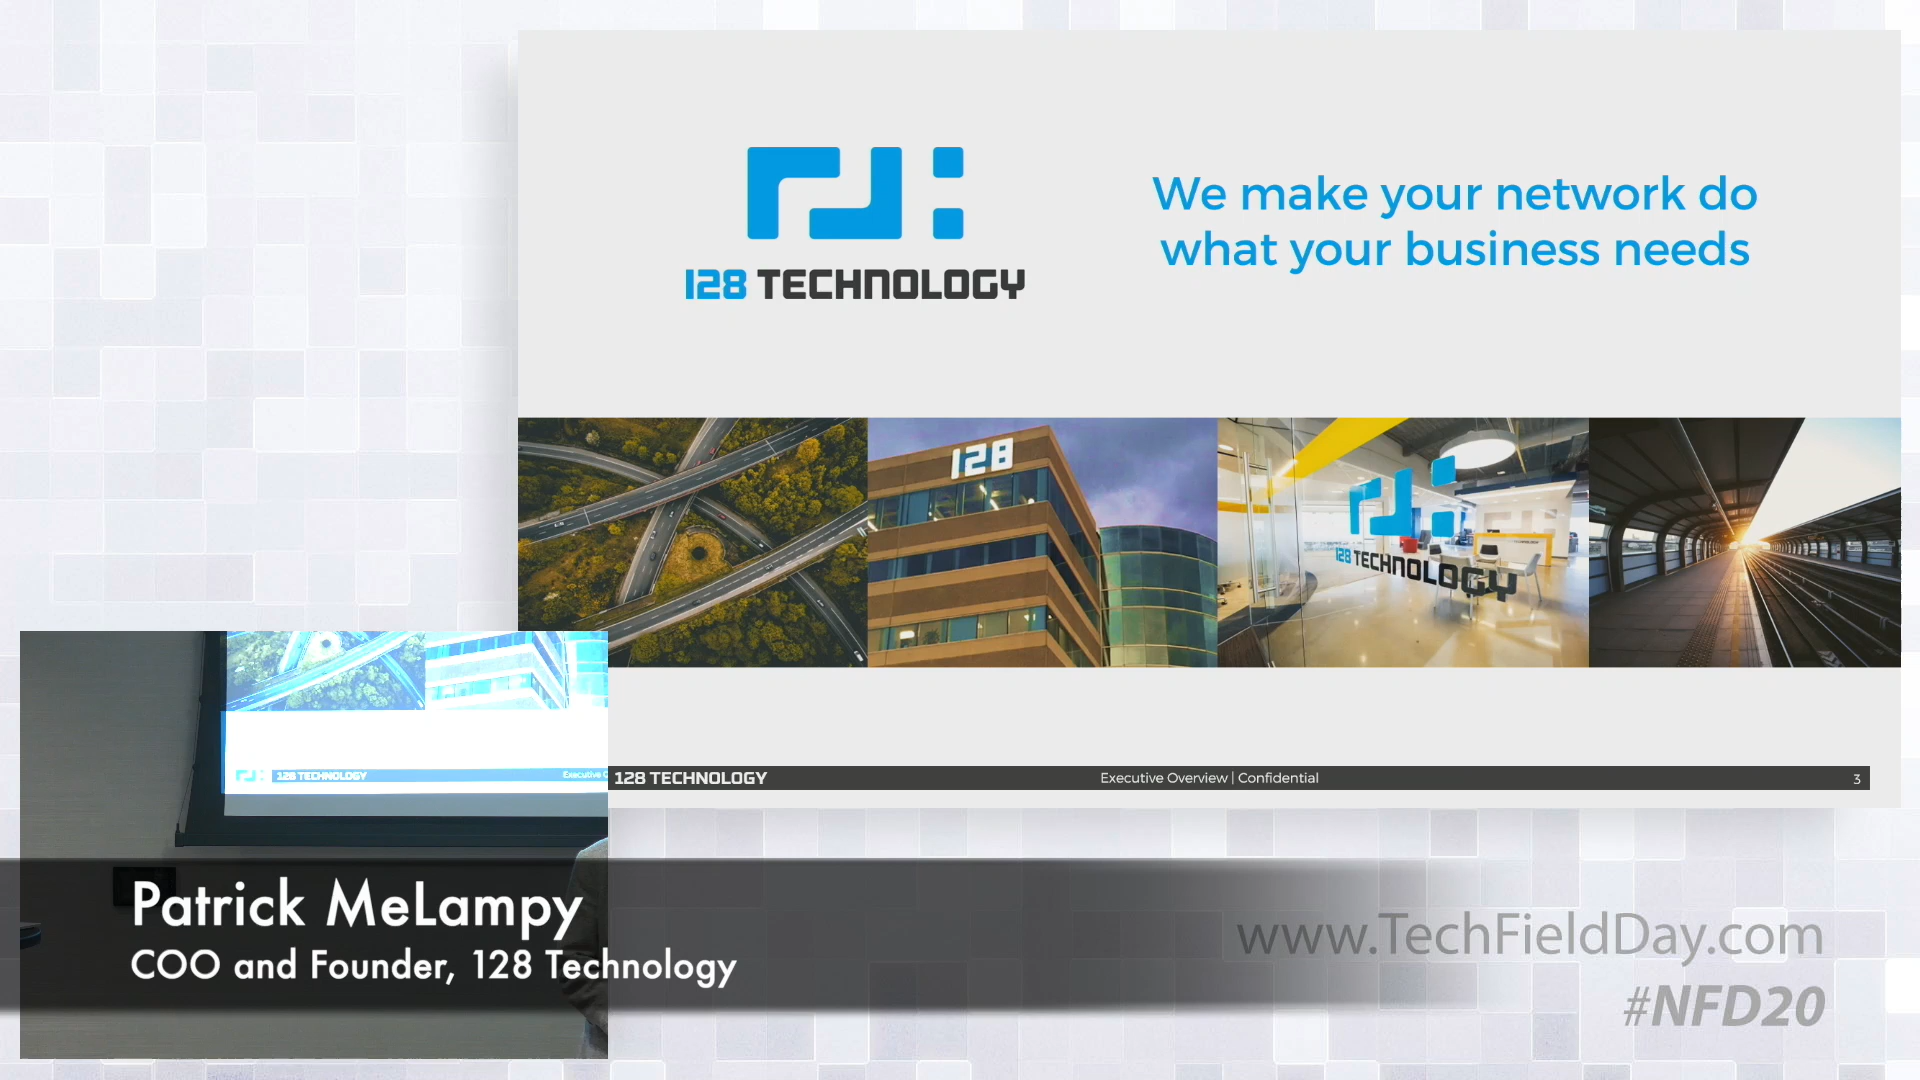 128 TECHNOLOGY
We make your network do
what your business needs
128
128 TECHNOLOGY
128 TECHNOLOGY
Executive Overview | Confidential
3
128 TECHNOLOGY
Executive
Patrick MeLampy
COO and Founder, 128 Technology
www.TechFieldDay.com
#NFD20